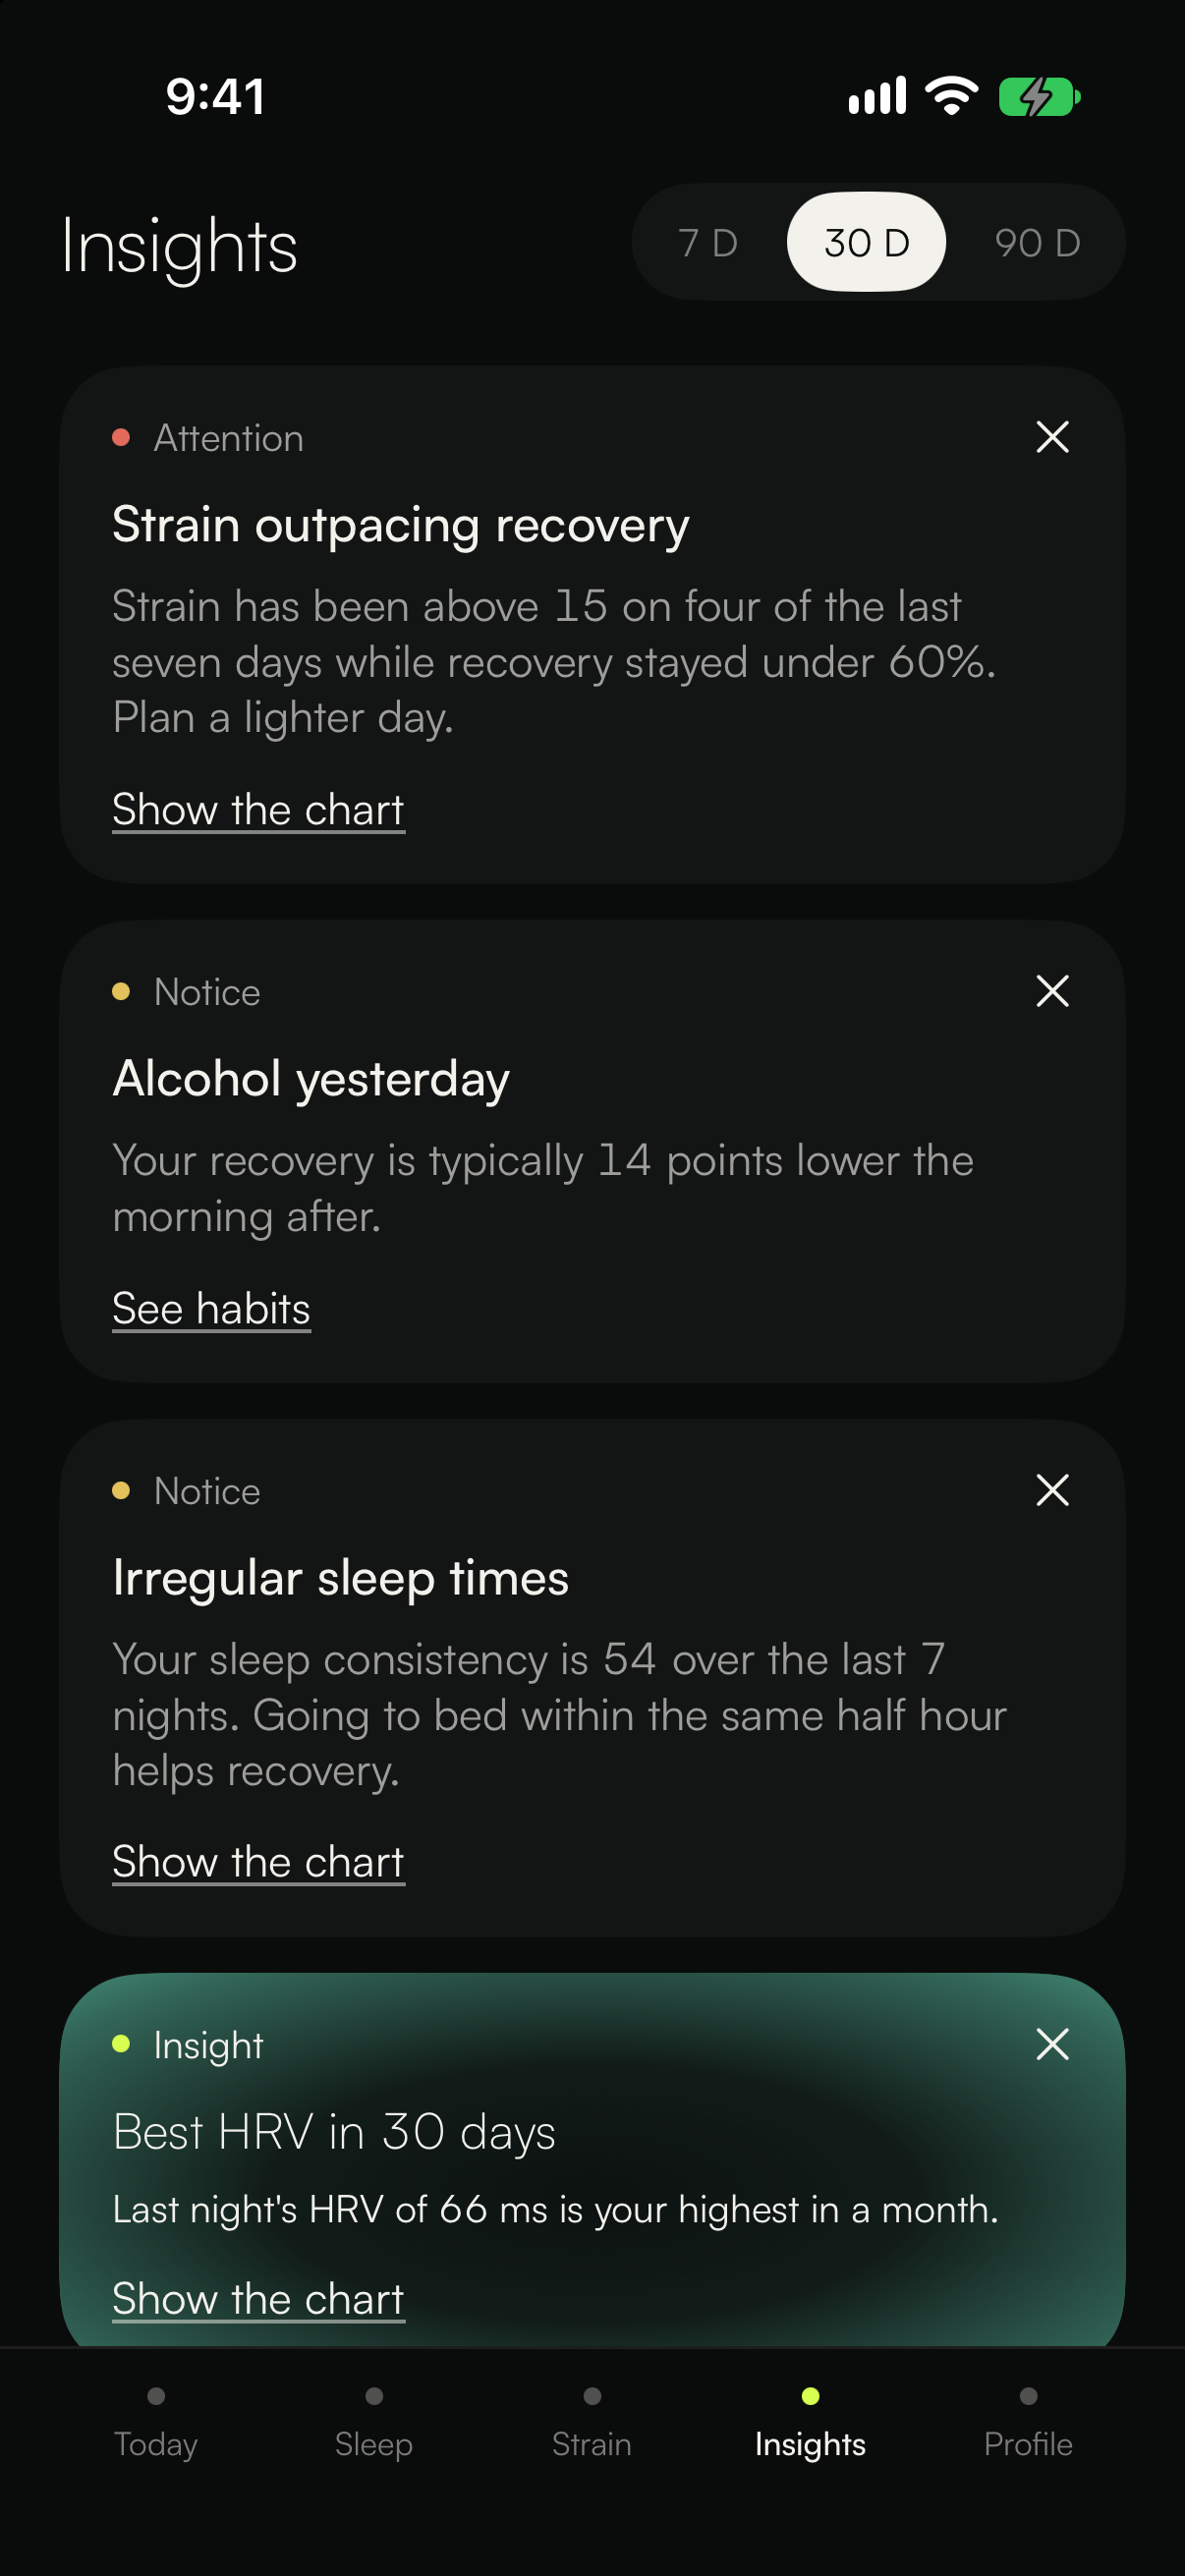 9:41
Insights
7 D 30 D 90 D
Attention
Strain outpacing recovery
Strain has been above 15 on four of the last
seven days while recovery stayed under 60%.
Plan a lighter day.
Show the chart
Notice
Alcohol yesterday
Your recovery is typically 14 points lower the
morning after.
See habits
Notice
Irregular sleep times
Your sleep consistency is 54 over the last 7
nights. Going to bed within the same half hour
helps recovery.
Show the chart
Insight
Best HRV in 30 days
Last night's HRV of 66 ms is your highest in a month.
Show the chart
Today Sleep Strain Insights Profile